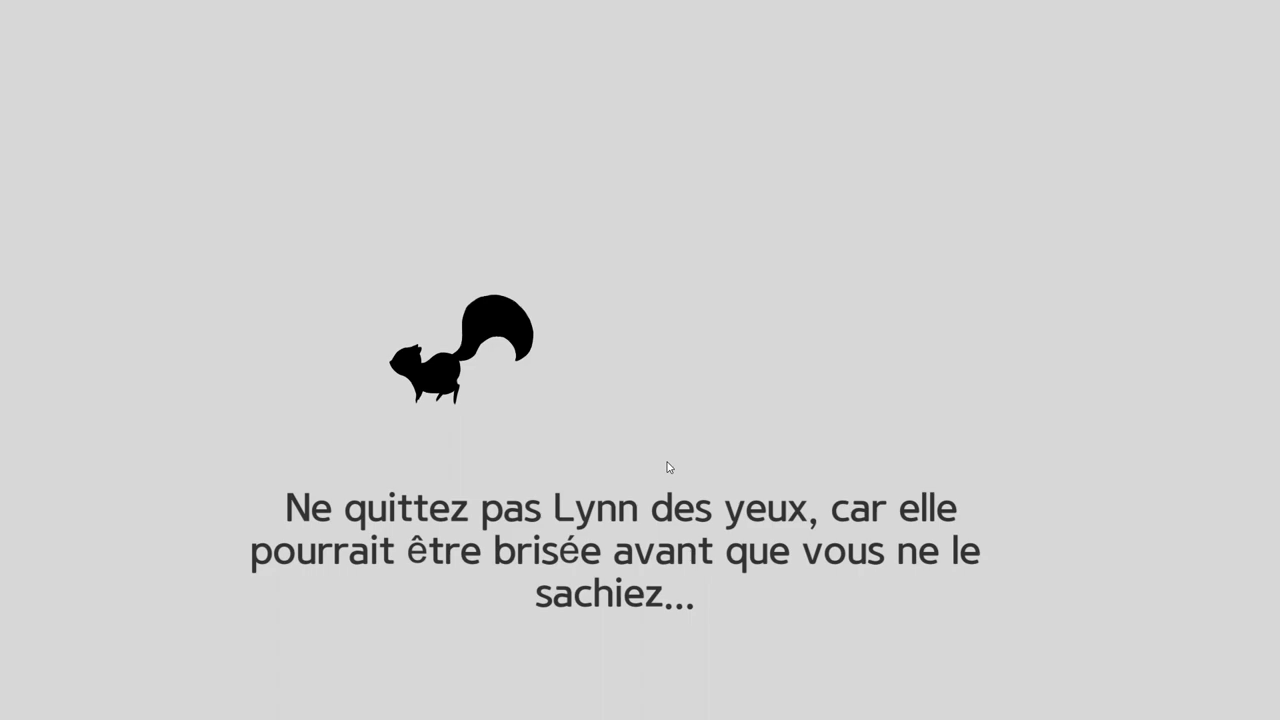 Ne quittez pas Lynn des yeux, car elle
pourrait être brisée avant que vous ne le
sachiez...